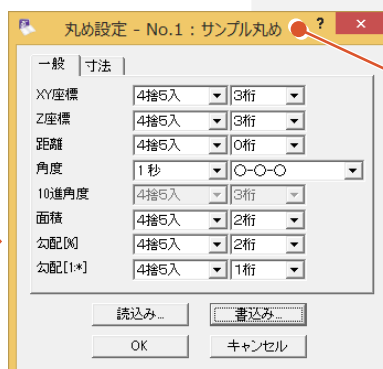 丸め設定 - No.1 : サンプル丸め ? ×
一般 寸法
XY座標 4捨5入 3桁
Z座標 4捨5入 3桁
距離 4捨5入 0桁
角度 1秒 ○-○-○
10進角度 4捨5入 3桁
面積 4捨5入 2桁
勾配[%] 4捨5入 2桁
勾配[1:*] 4捨5入 1桁
読込み... 書込み...
OK キャンセル